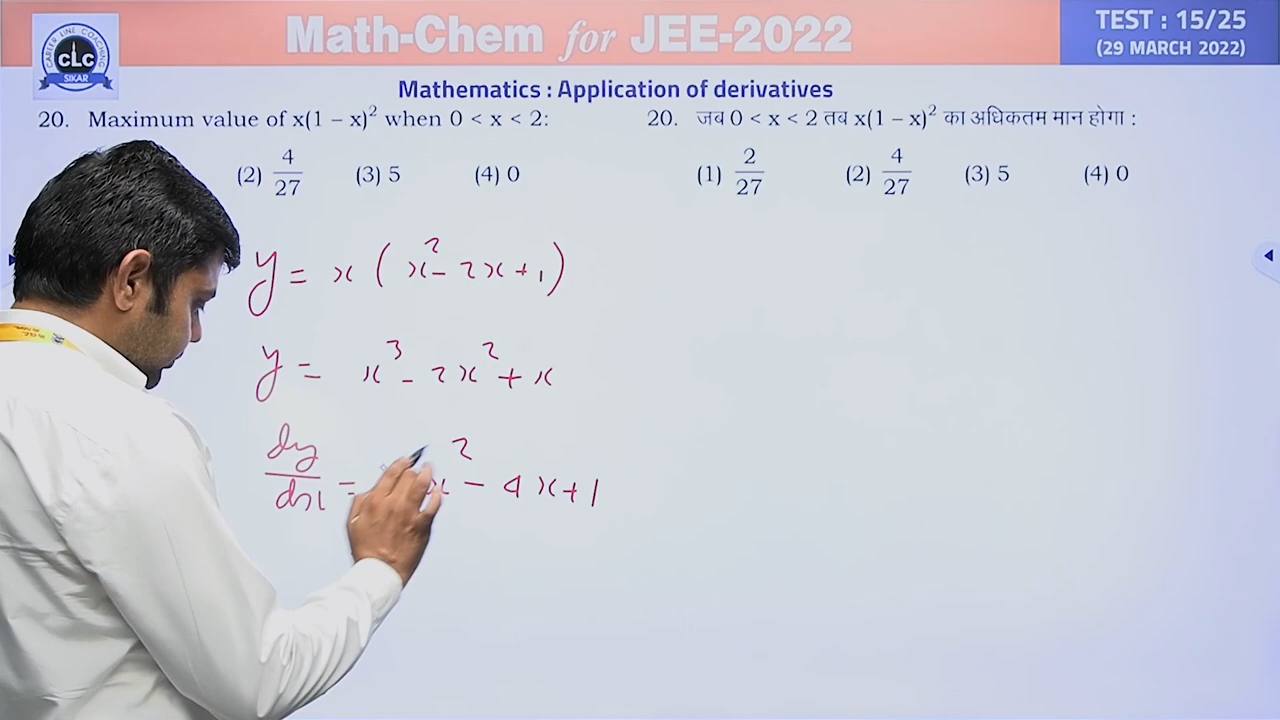 Math-Chem for JEE-2022
TEST : 15/25
(29 MARCH 2022)
CAREER LINE COACHING
CLC
SIKAR
Mathematics : Application of derivatives
20. Maximum value of x(1 – x)² when 0 < x < 2:
(2) 4/27 (3) 5 (4) 0
20. जब 0 < x < 2 तब x(1 – x)² का अधिकतम मान होगा :
(1) 2/27 (2) 4/27 (3) 5 (4) 0
y = x (x² - 2x + 1)
y = x³ - 2x² + x
dy/dx = x² - 4x + 1